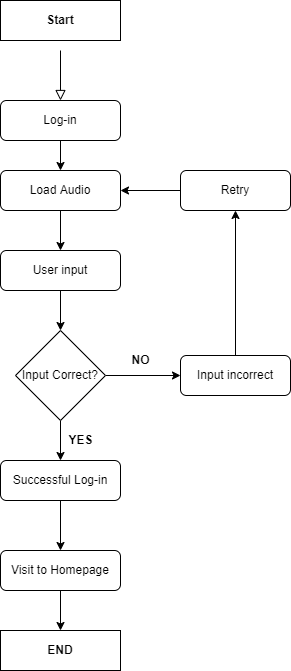 Start
Log-in
Load Audio
Retry
User input
Input Correct?
NO
Input incorrect
YES
Successful Log-in
Visit to Homepage
END